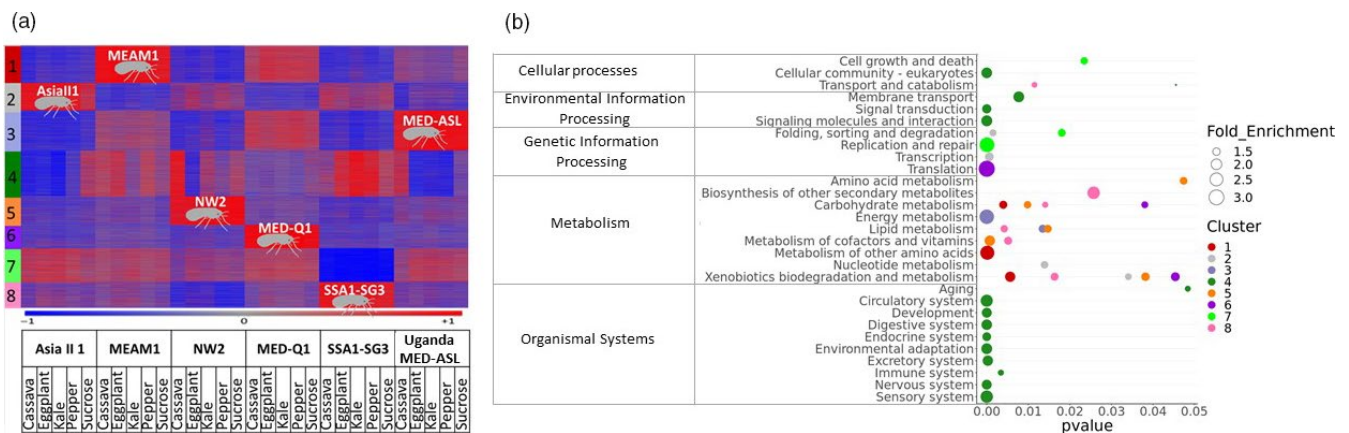 (a)
MEAM1
AsiaII1
MED-ASL
NW2
MED-Q1
SSA1-SG3
1
2
3
4
5
6
7
8
−1 0 +1
Asia II 1 MEAM1 NW2 MED-Q1 SSA1-SG3 Uganda
MED-ASL
Cassava Eggplant Kale Pepper Sucrose Cassava Eggplant Kale Pepper Sucrose Cassava Eggplant Kale Pepper Sucrose Cassava Eggplant Kale Pepper Sucrose Cassava Eggplant Kale Pepper Sucrose Cassava Eggplant Kale Pepper Sucrose
(b)
Cellular processes
Environmental Information
Processing
Genetic Information
Processing
Metabolism
Organismal Systems
Cell growth and death
Cellular community - eukaryotes
Transport and catabolism
Membrane transport
Signal transduction
Signaling molecules and interaction
Folding, sorting and degradation
Replication and repair
Transcription
Translation
Amino acid metabolism
Biosynthesis of other secondary metabolites
Carbohydrate metabolism
Energy metabolism
Lipid metabolism
Metabolism of cofactors and vitamins
Metabolism of other amino acids
Nucleotide metabolism
Xenobiotics biodegradation and metabolism
Aging
Circulatory system
Development
Digestive system
Endocrine system
Environmental adaptation
Excretory system
Immune system
Nervous system
Sensory system
0.00 0.01 0.02 0.03 0.04 0.05
pvalue
Fold_Enrichment
1.5
2.0
2.5
3.0
Cluster
1
2
3
4
5
6
7
8